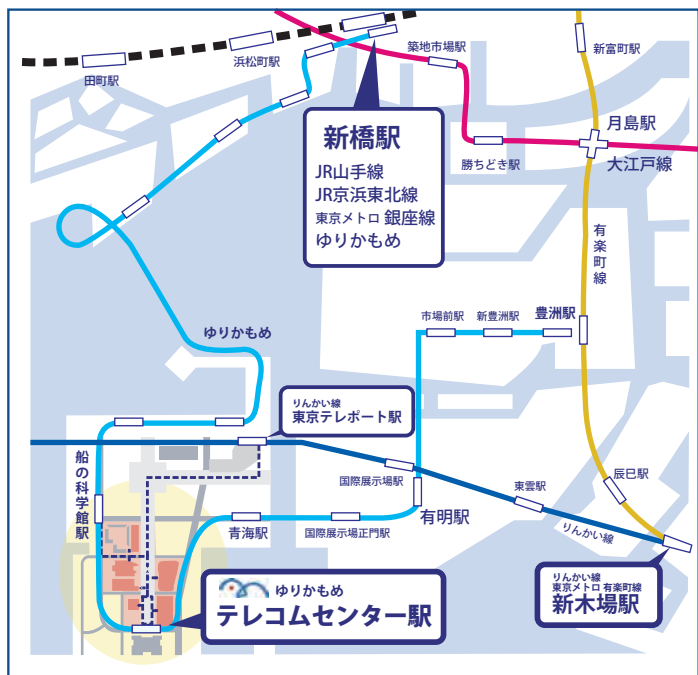 田町駅
浜松町駅
築地市場駅
新富町駅
新橋駅
JR山手線
JR京浜東北線
東京メトロ 銀座線
ゆりかもめ
月島駅
大江戸線
勝ちどき駅
有楽町線
ゆりかもめ
市場前駅
新豊洲駅
豊洲駅
りんかい線
東京テレポート駅
船の科学館駅
国際展示場駅
辰巳駅
東雲駅
有明駅
青海駅
国際展示場正門駅
りんかい線
ゆりかもめ
テレコムセンター駅
りんかい線
東京メトロ 有楽町線
新木場駅